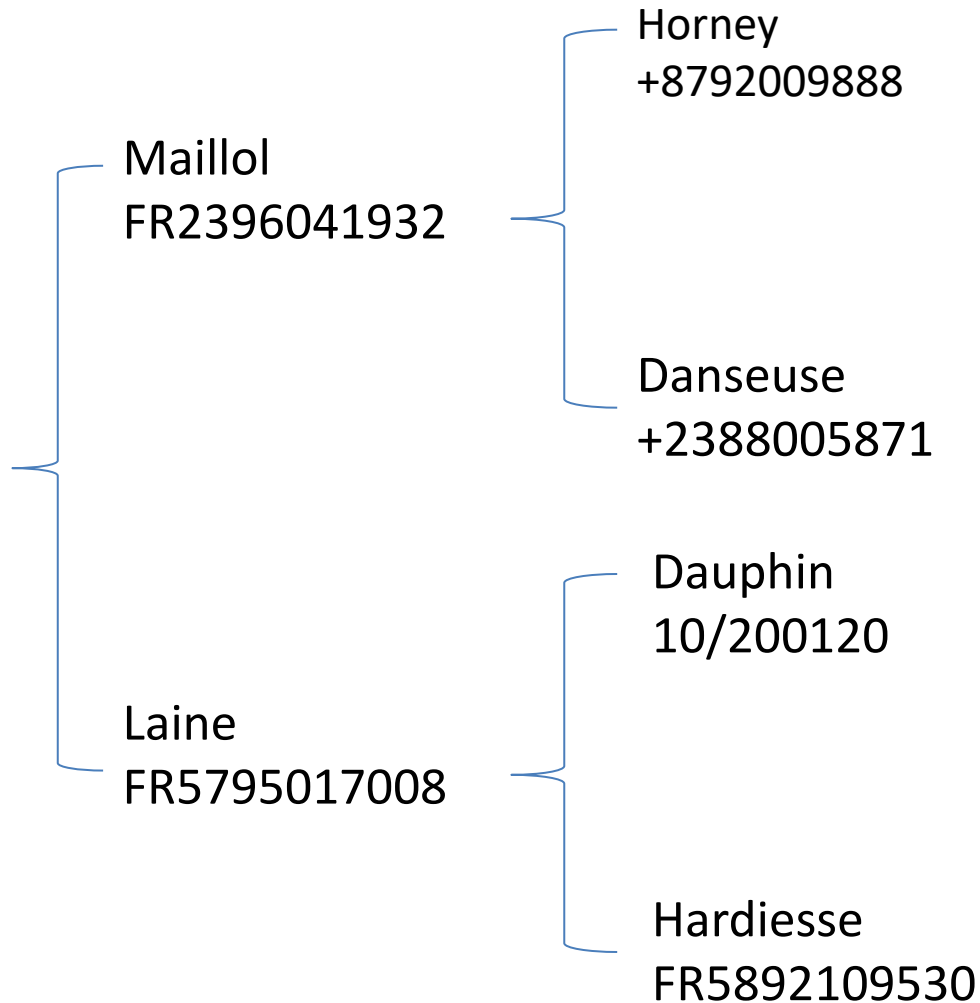 Horney
+8792009888
Maillol
FR2396041932
Danseuse
+2388005871
Dauphin
10/200120
Laine
FR5795017008
Hardiesse
FR5892109530